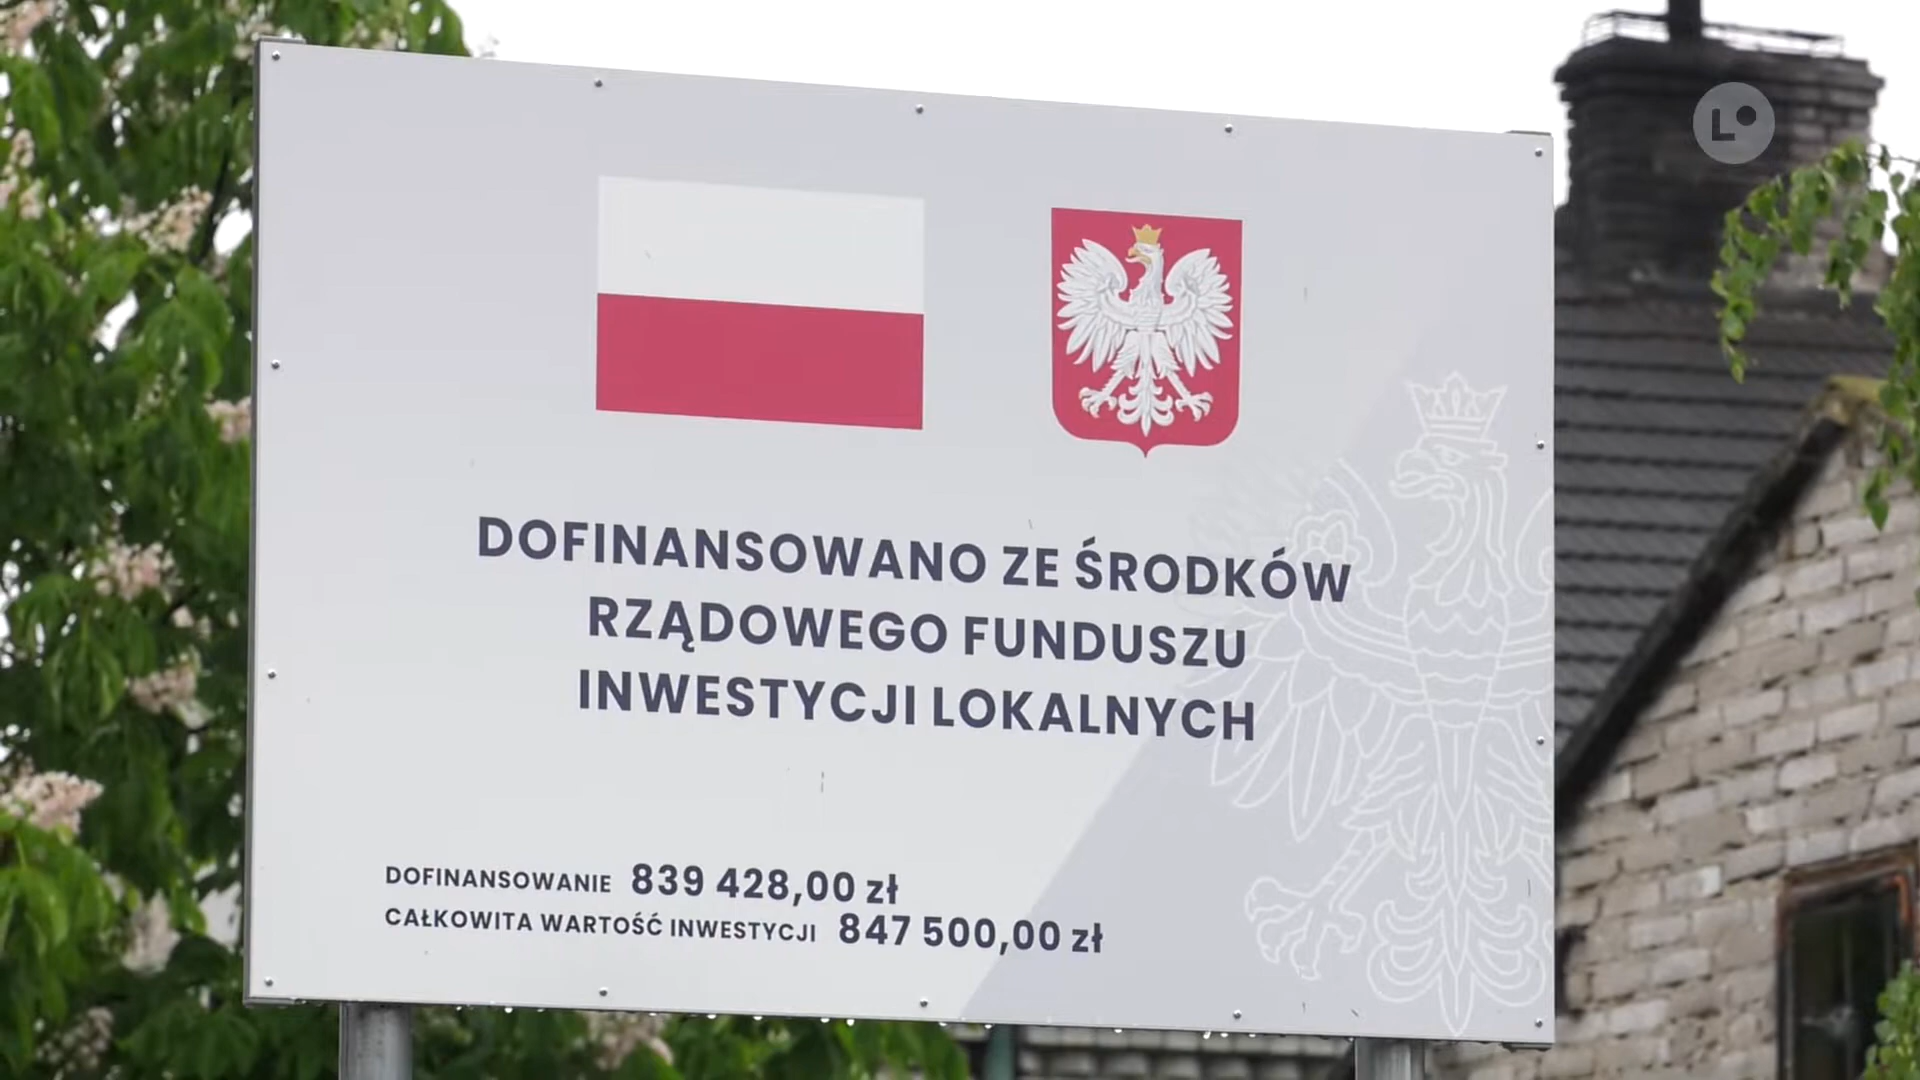 DOFINANSOWANO ZE ŚRODKÓW
RZĄDOWEGO FUNDUSZU
INWESTYCJI LOKALNYCH
DOFINANSOWANIE 839 428,00 zł
CAŁKOWITA WARTOŚĆ INWESTYCJI 847 500,00 zł